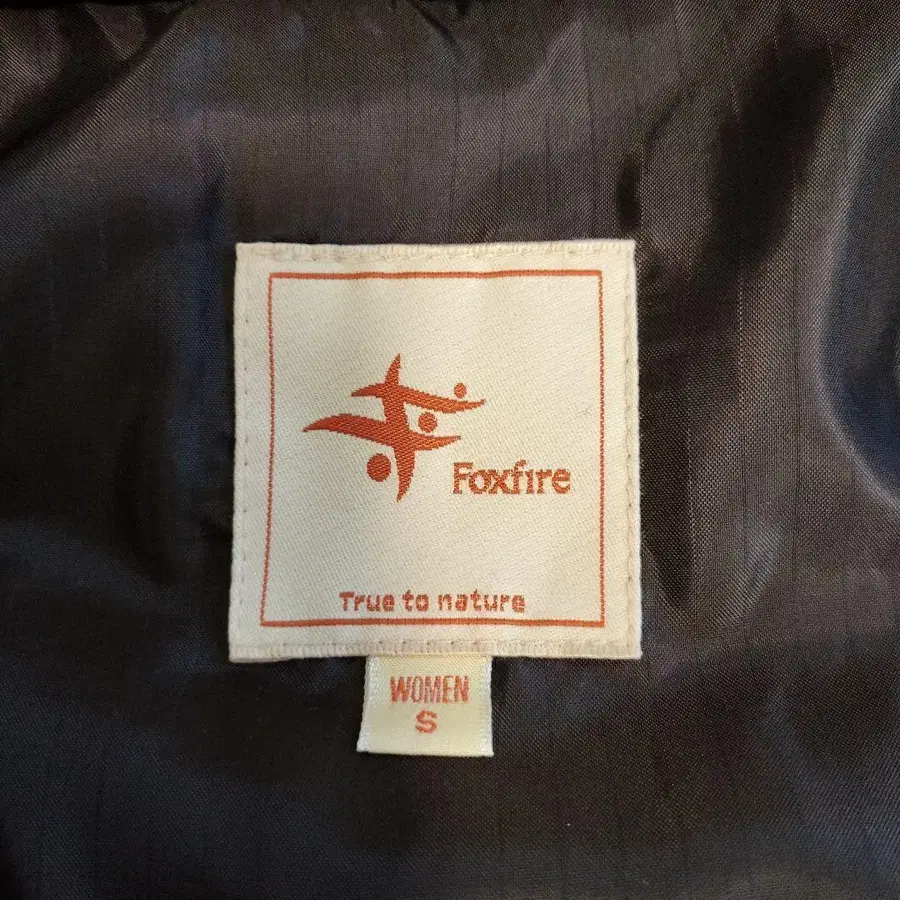 Foxfire
True to nature
WOMEN
S